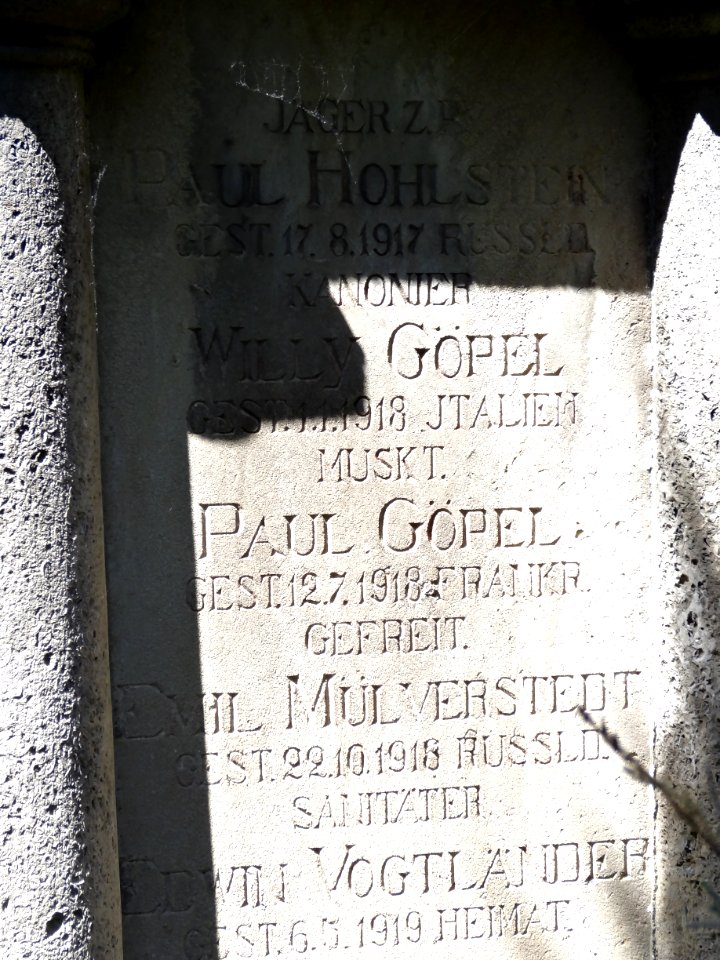 JÄGER Z.P.
PAUL HOHLSTEIN
GEST. 17.8.1917 RUSSLD.
KANONIER
WILLY GÖPEL
GEST. 1.1.1918 JTALIEN
MUSKT.
PAUL GÖPEL
GEST. 12.7.1918 FRANKR.
GEFREIT.
EMIL MÜLVERSTEDT
GEST. 22.10.1918 RUSSLD.
SANITÄTER
EDWIN VOGTLÄNDER
GEST. 6.5.1919 HEIMAT.